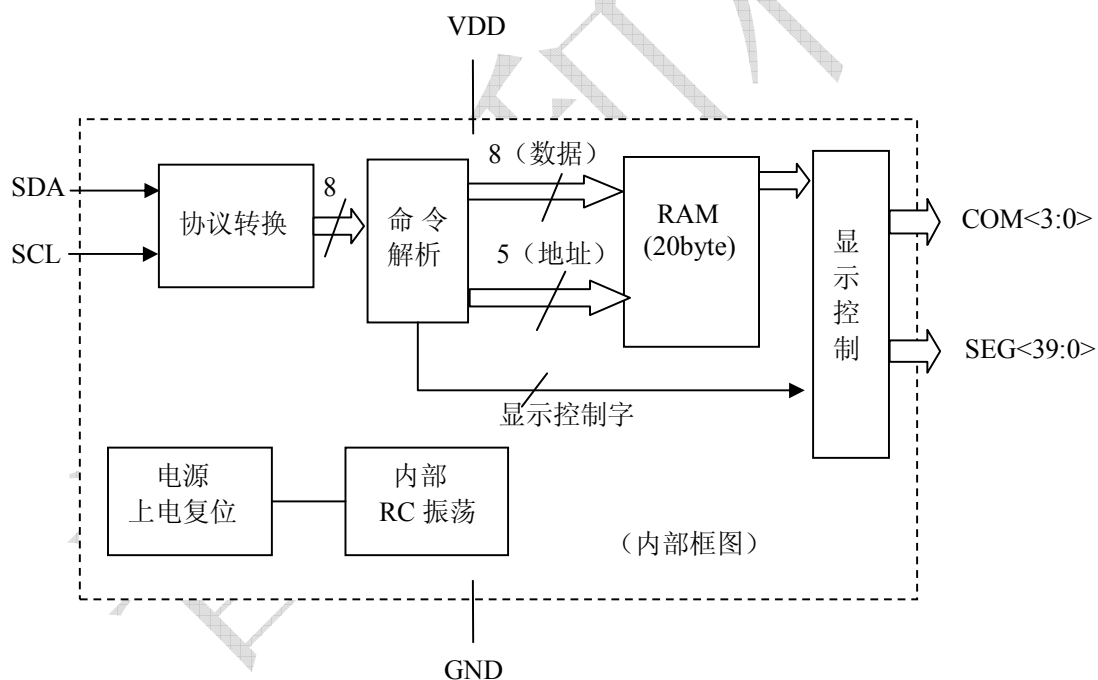 VDD
SDA
SCL
协议转换
8
命 令
解析
8（数据）
5（地址）
RAM
(20byte)
显
示
控
制
COM<3:0>
SEG<39:0>
显示控制字
电源
上电复位
内部
RC 振荡
（内部框图）
GND